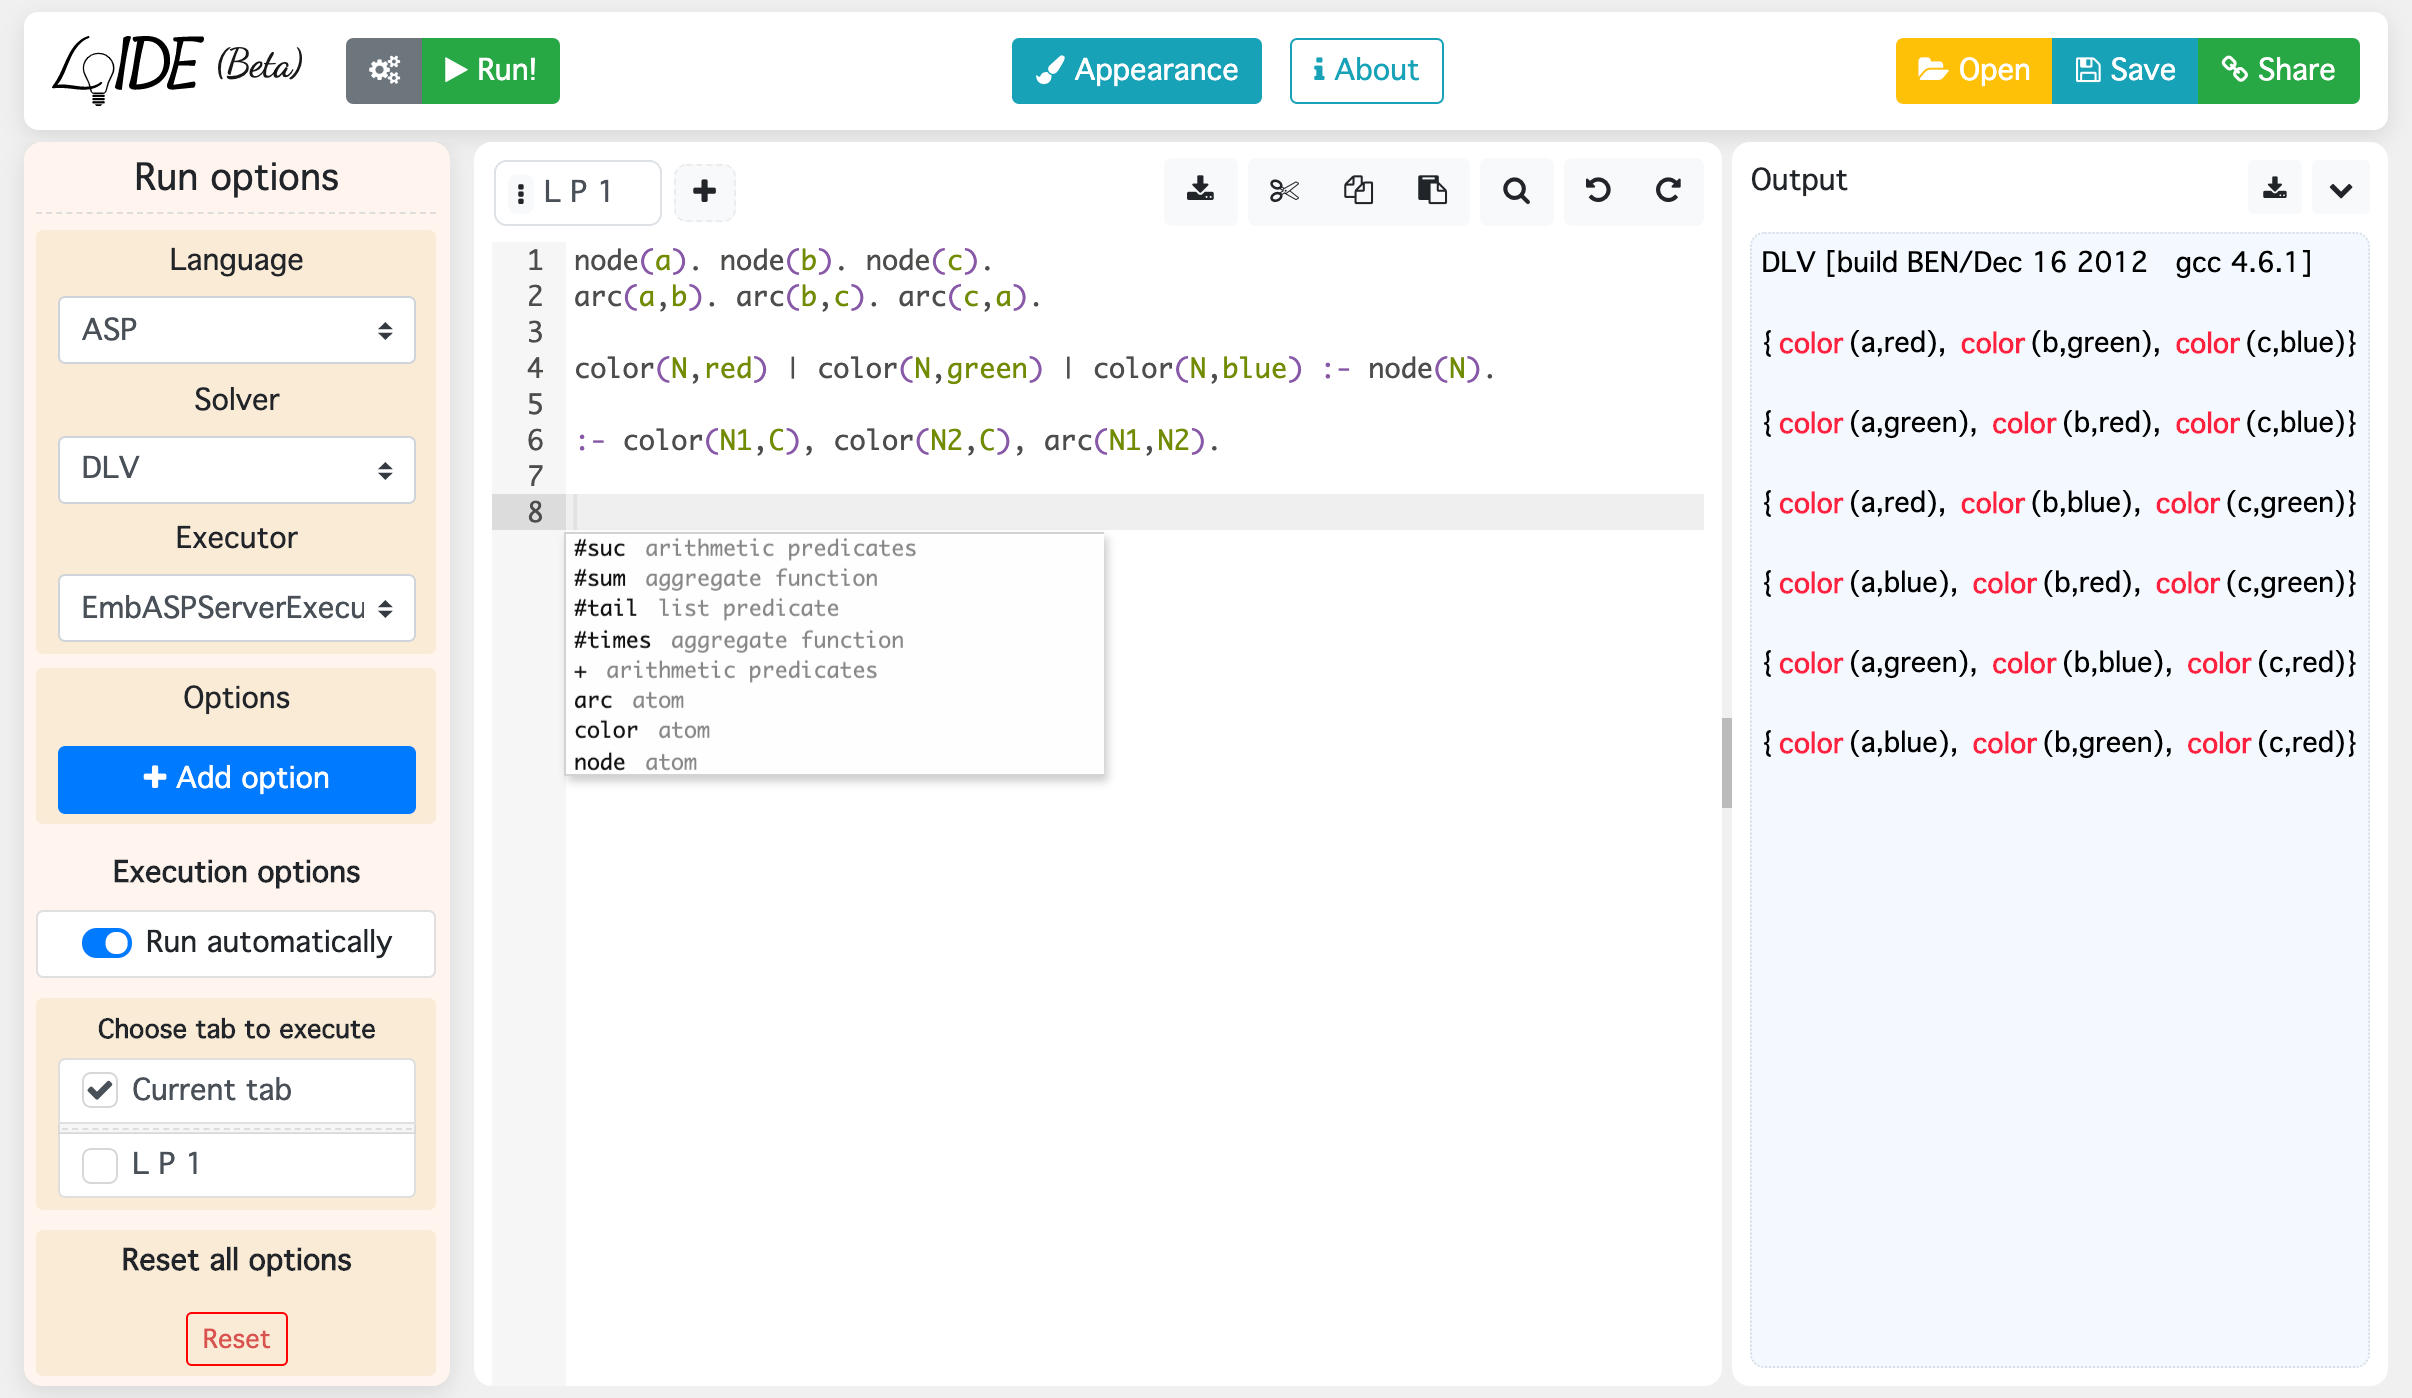 LoIDE (Beta)
Run!
Appearance
About
Open
Save
Share
Run options
Language
ASP
Solver
DLV
Executor
EmbASPServerExecu
Options
Add option
Execution options
Run automatically
Choose tab to execute
Current tab
L P 1
Reset all options
Reset
L P 1
1 node(a). node(b). node(c).
2 arc(a,b). arc(b,c). arc(c,a).
3
4 color(N,red) | color(N,green) | color(N,blue) :- node(N).
5
6 :- color(N1,C), color(N2,C), arc(N1,N2).
7
8
#suc arithmetic predicates
#sum aggregate function
#tail list predicate
#times aggregate function
+ arithmetic predicates
arc atom
color atom
node atom
Output
DLV [build BEN/Dec 16 2012 gcc 4.6.1]
{color(a,red), color(b,green), color(c,blue)}
{color(a,green), color(b,red), color(c,blue)}
{color(a,red), color(b,blue), color(c,green)}
{color(a,blue), color(b,red), color(c,green)}
{color(a,green), color(b,blue), color(c,red)}
{color(a,blue), color(b,green), color(c,red)}